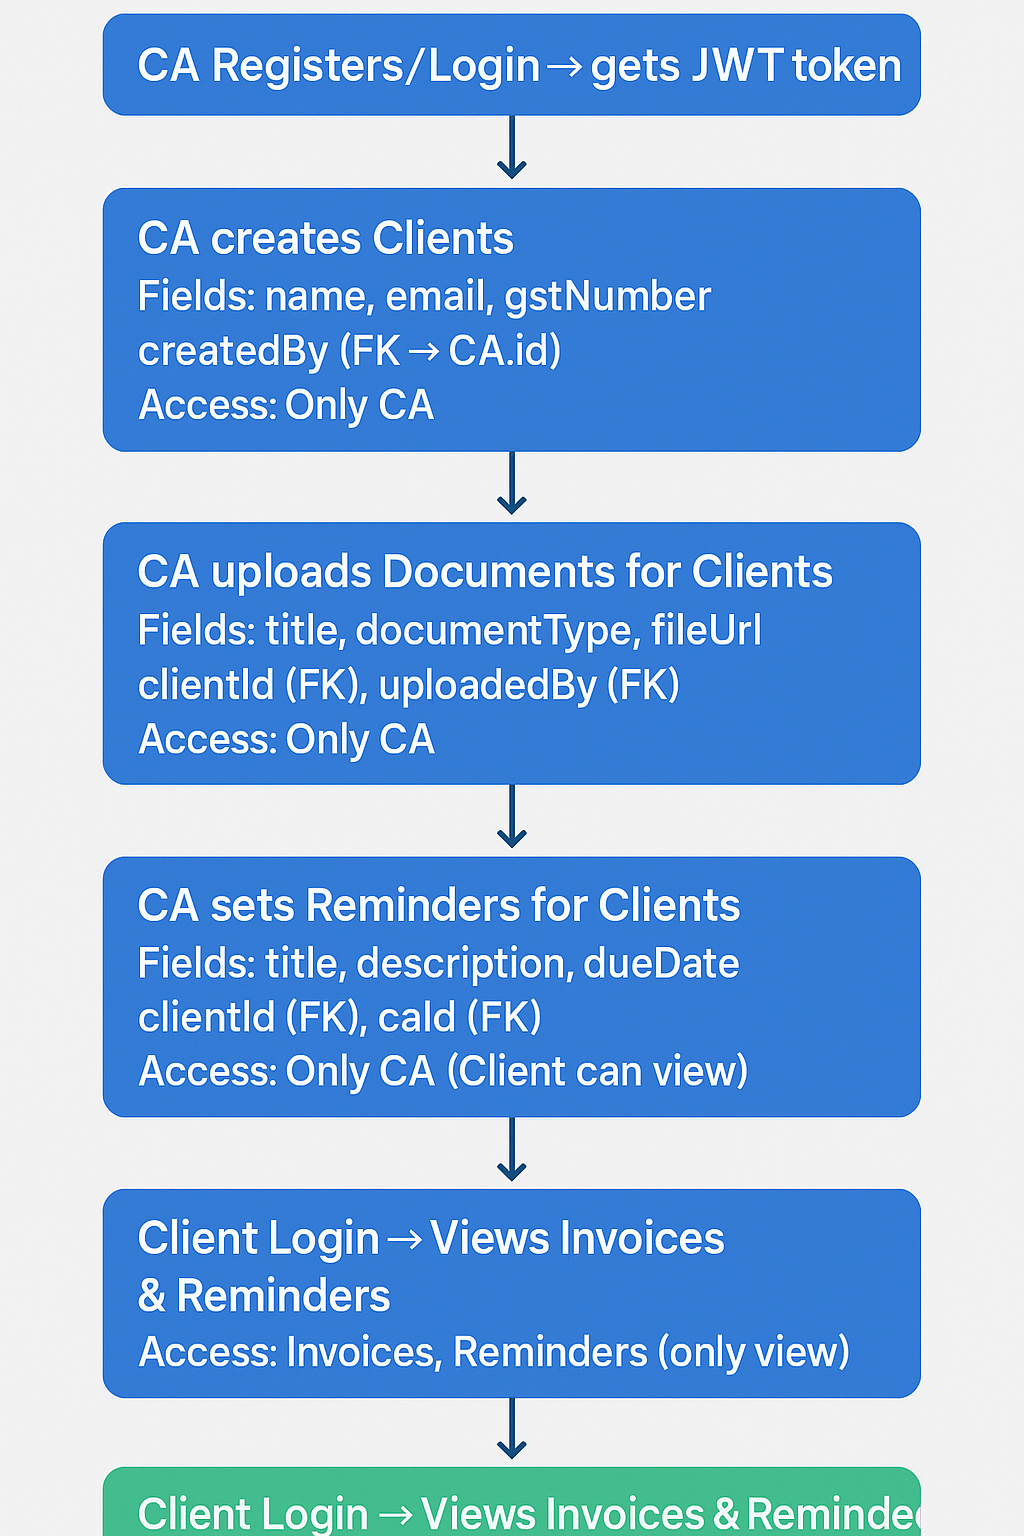 CA Registers/Login → gets JWT token
CA creates Clients
Fields: name, email, gstNumber
createdBy (FK → CA.id)
Access: Only CA
CA uploads Documents for Clients
Fields: title, documentType, fileUrl
clientId (FK), uploadedBy (FK)
Access: Only CA
CA sets Reminders for Clients
Fields: title, description, dueDate
clientId (FK), caId (FK)
Access: Only CA (Client can view)
Client Login → Views Invoices
& Reminders
Access: Invoices, Reminders (only view)
Client Login → Views Invoices &